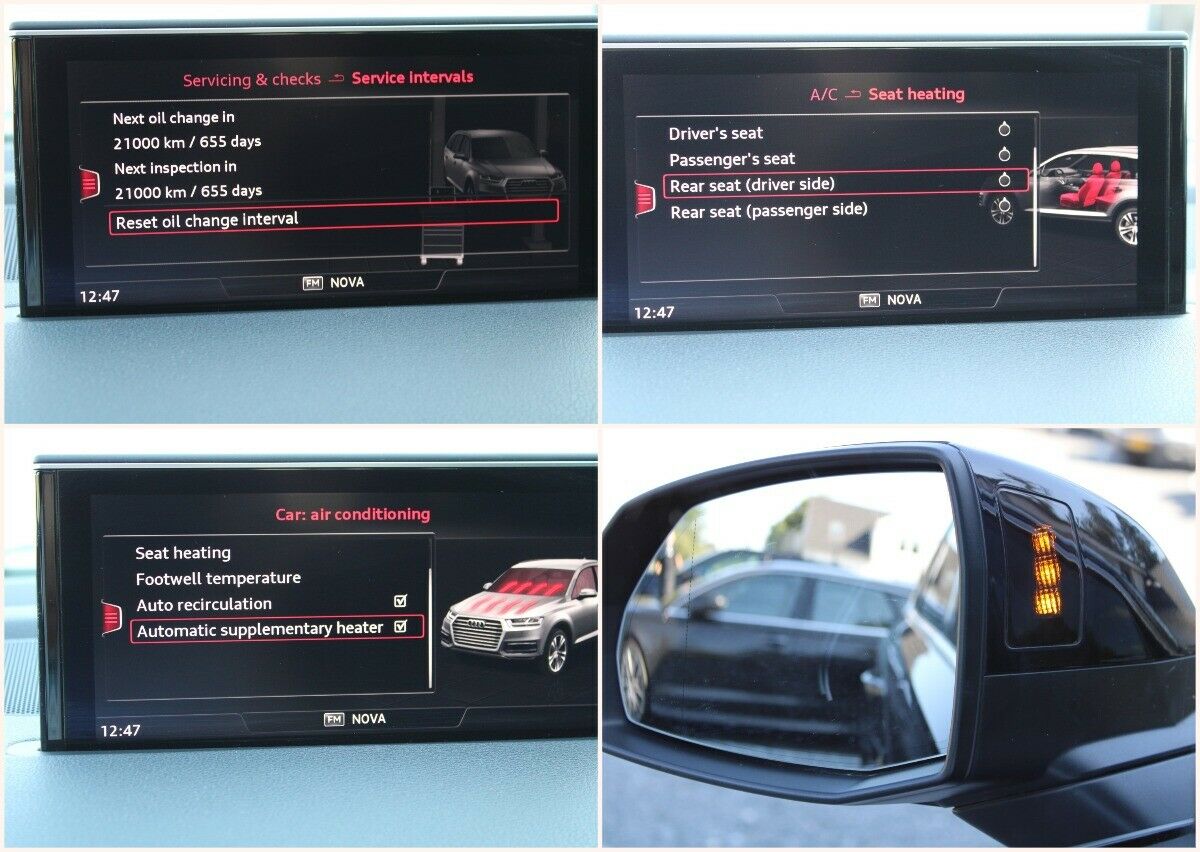 Servicing & checks Service intervals
Next oil change in
21000 km / 655 days
Next inspection in
21000 km / 655 days
Reset oil change interval
FM NOVA
12:47
A/C Seat heating
Driver's seat
Passenger's seat
Rear seat (driver side)
Rear seat (passenger side)
FM NOVA
12:47
Car: air conditioning
Seat heating
Footwell temperature
Auto recirculation
Automatic supplementary heater
FM NOVA
12:47